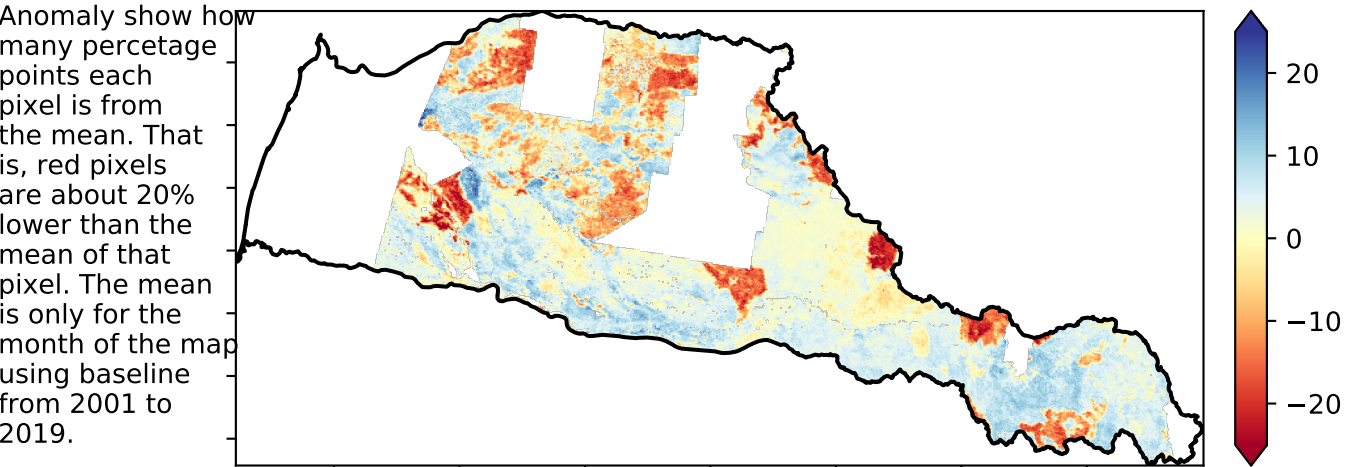 Anomaly show how
many percetage
points each
pixel is from
the mean. That
is, red pixels
are about 20%
lower than the
mean of that
pixel. The mean
is only for the
month of the map
using baseline
from 2001 to
2019.
20
10
0
−10
−20